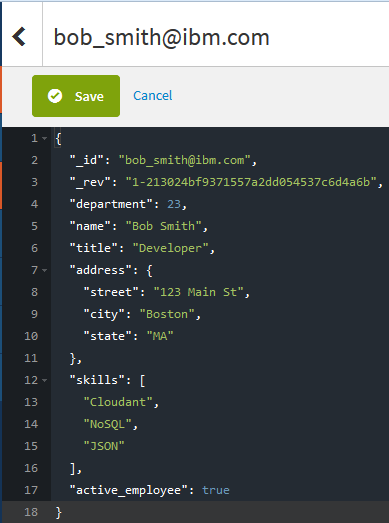 bob_smith@ibm.com
Save Cancel
1 {
2 "_id": "bob_smith@ibm.com",
3 "_rev": "1-213024bf9371557a2dd054537c6d4a6b",
4 "department": 23,
5 "name": "Bob Smith",
6 "title": "Developer",
7 "address": {
8 "street": "123 Main St",
9 "city": "Boston",
10 "state": "MA"
11 },
12 "skills": [
13 "Cloudant",
14 "NoSQL",
15 "JSON"
16 ],
17 "active_employee": true
18 }